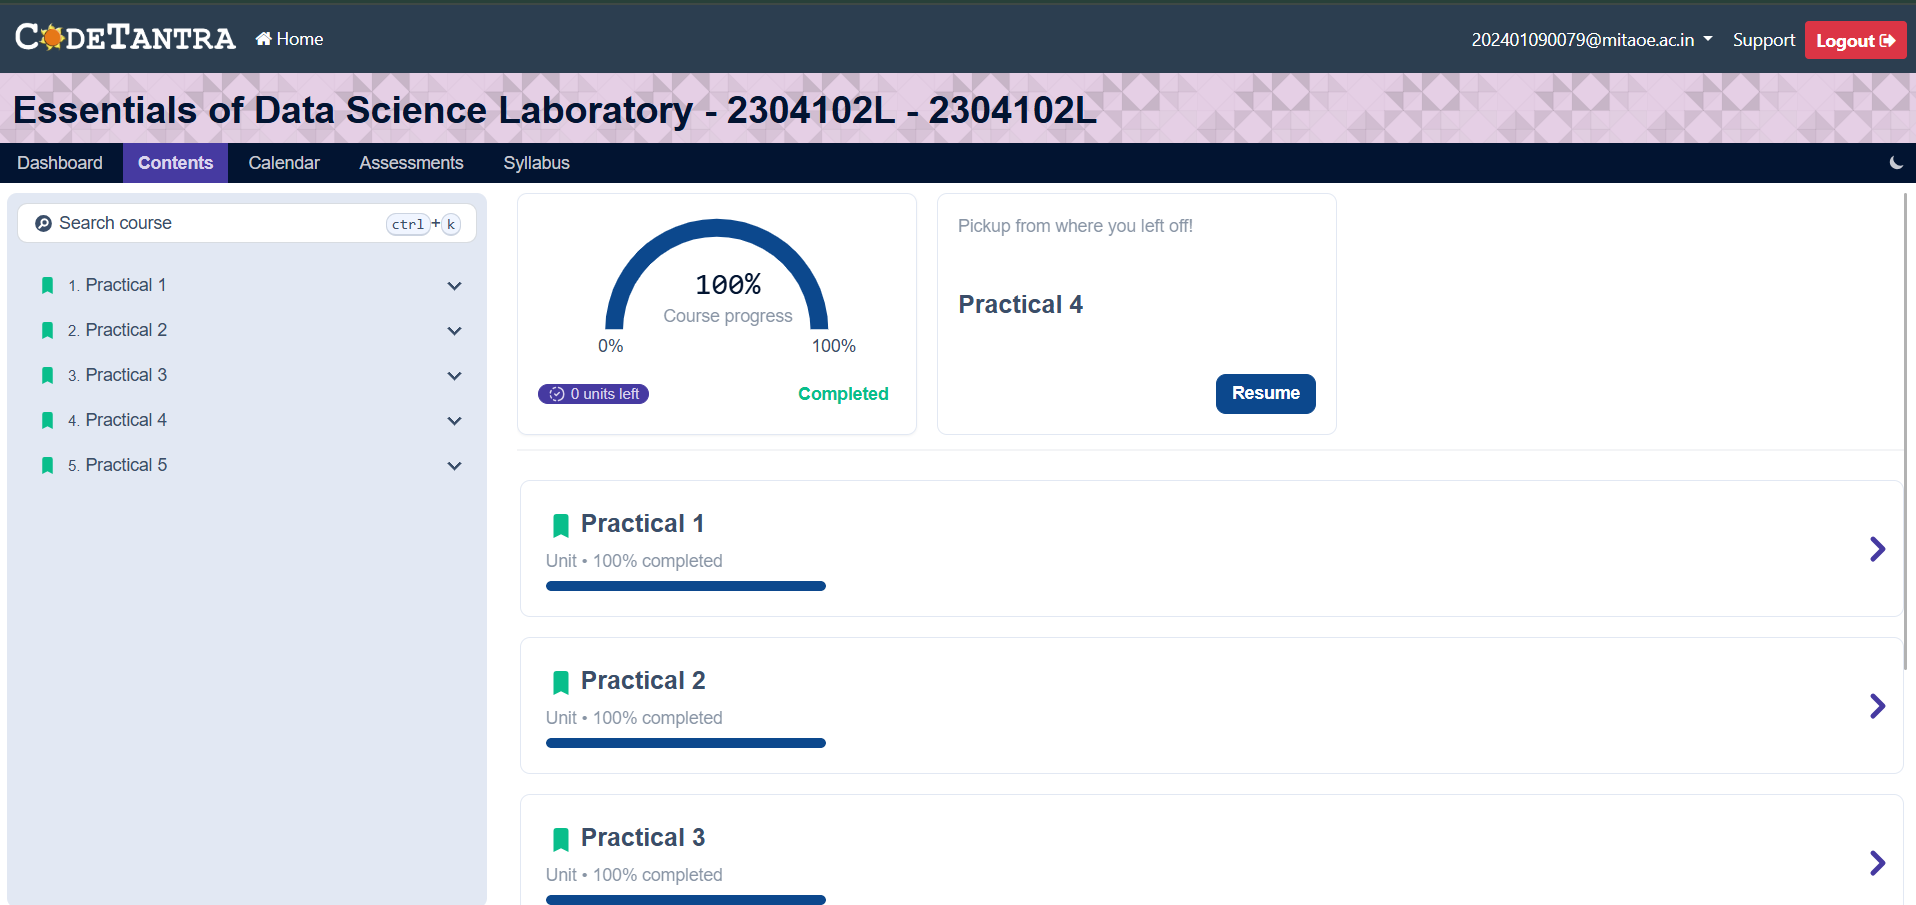 CODETANTRA Home 202401090079@mitaoe.ac.in Support Logout
Essentials of Data Science Laboratory - 2304102L - 2304102L
Dashboard Contents Calendar Assessments Syllabus
Search course ctrl+k
1. Practical 1
2. Practical 2
3. Practical 3
4. Practical 4
5. Practical 5
100%
Course progress
0% 100%
0 units left Completed
Pickup from where you left off!
Practical 4
Resume
Practical 1
Unit • 100% completed
Practical 2
Unit • 100% completed
Practical 3
Unit • 100% completed